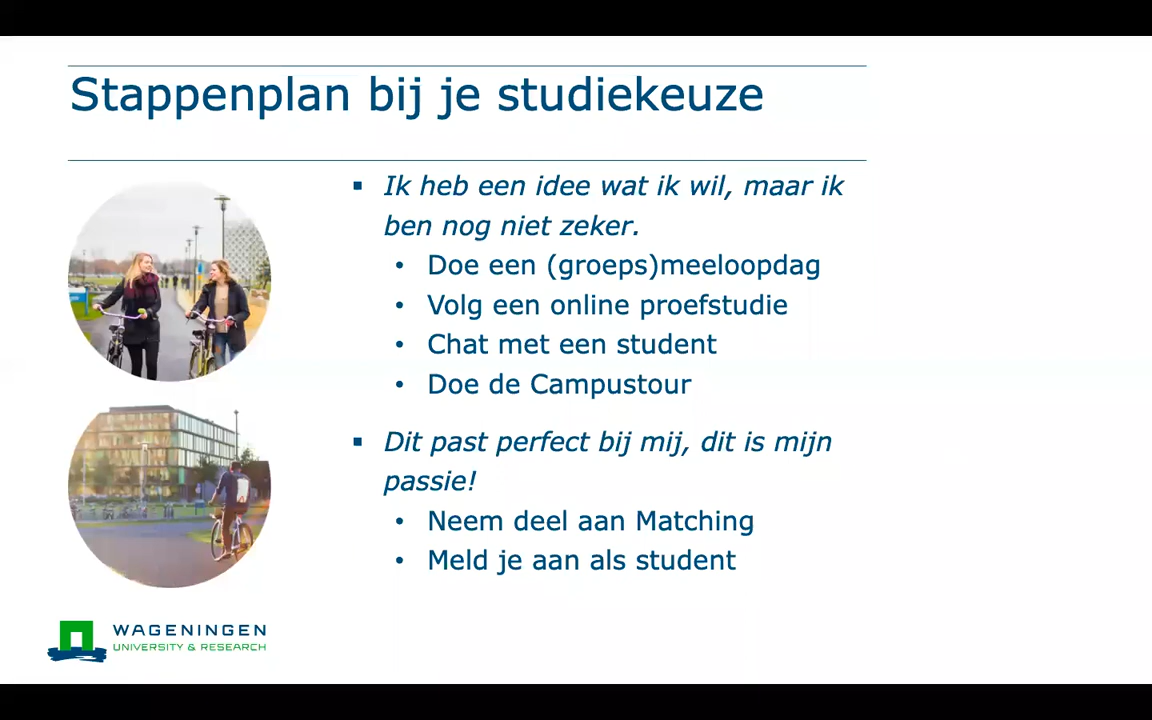 Stappenplan bij je studiekeuze
▪ Ik heb een idee wat ik wil, maar ik
ben nog niet zeker.
• Doe een (groeps)meeloopdag
• Volg een online proefstudie
• Chat met een student
• Doe de Campustour
▪ Dit past perfect bij mij, dit is mijn
passie!
• Neem deel aan Matching
• Meld je aan als student
WAGENINGEN
UNIVERSITY & RESEARCH